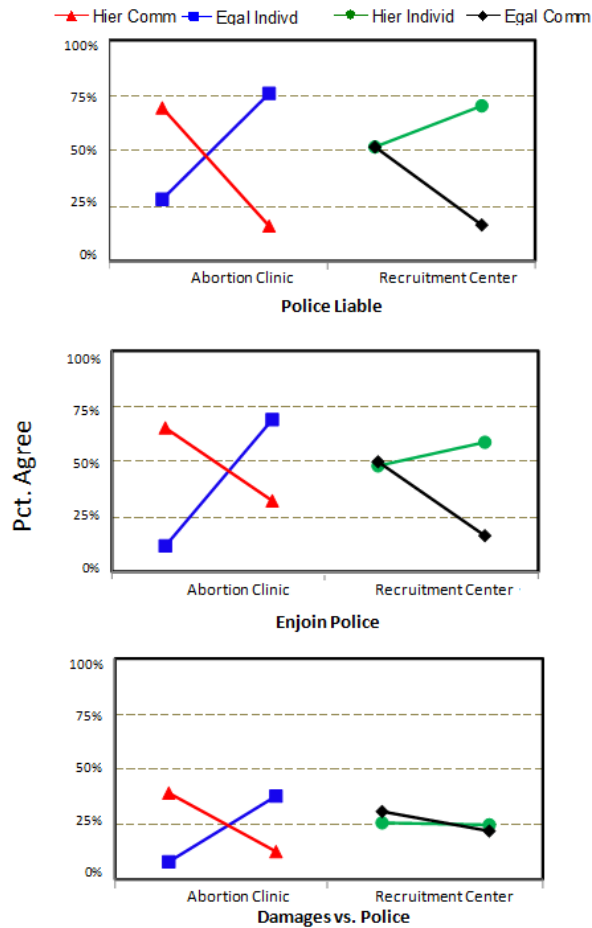 Hier Comm Egal Indivd Hier Individ Egal Comm
100%
75%
50%
25%
0%
Abortion Clinic Recruitment Center
Police Liable
Pct. Agree
100%
75%
50%
25%
0%
Abortion Clinic Recruitment Center
Enjoin Police
100%
75%
50%
25%
0%
Abortion Clinic Recruitment Center
Damages vs. Police